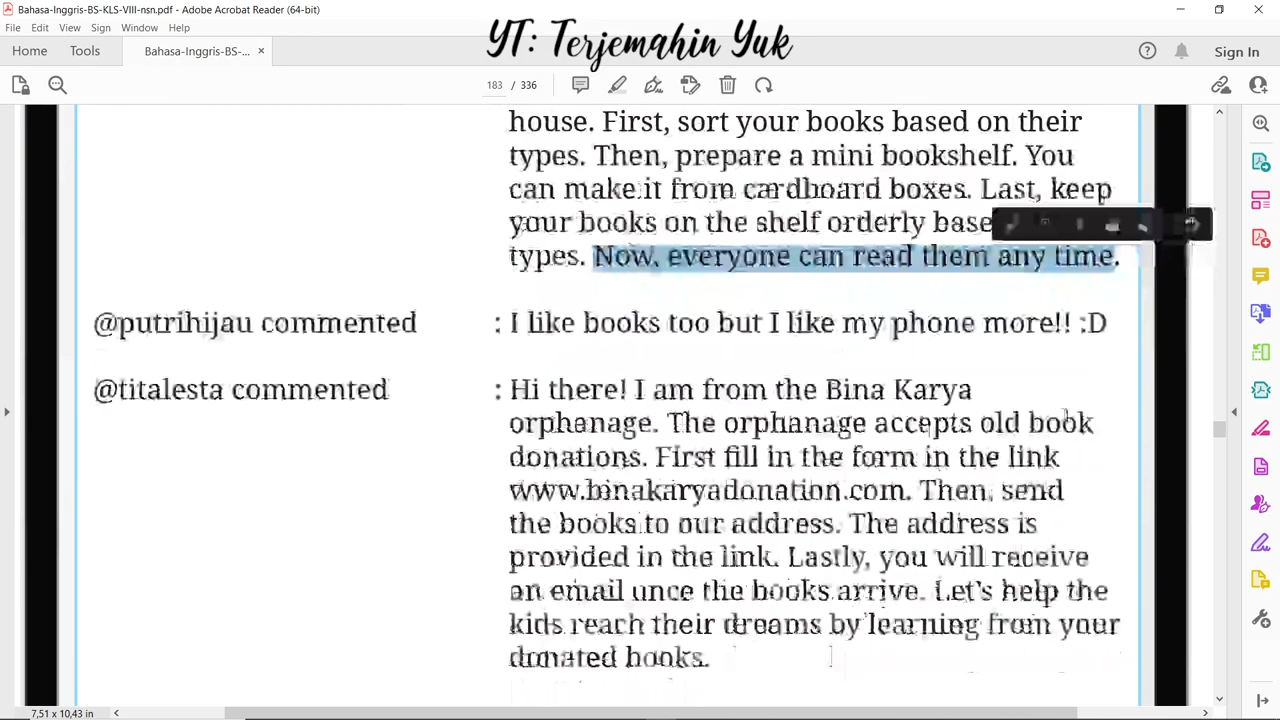 Bahasa-Inggris-BS-KLS-VIII-nsn.pdf - Adobe Acrobat Reader (64-bit)
File Edit View Sign Window Help
YT: Terjemahin Yuk
Home Tools Bahasa-Inggris-BS-... × Sign In
183 / 336
house. First, sort your books based on their
types. Then, prepare a mini bookshelf. You
can make it from cardboard boxes. Last, keep
your books on the shelf orderly base
types. Now, everyone can read them any time.
@putrihijau commented : I like books too but I like my phone more!! :D
@titalesta commented : Hi there! I am from the Bina Karya
orphanage. The orphanage accepts old book
donations. First fill in the form in the link
www.binakaryadonation.com. Then, send
the books to our address. The address is
provided in the link. Lastly, you will receive
an email unce the books arrive. Let's help the
kids reach their dreams by learning from your
donated books.
7,51 x 10,43 in